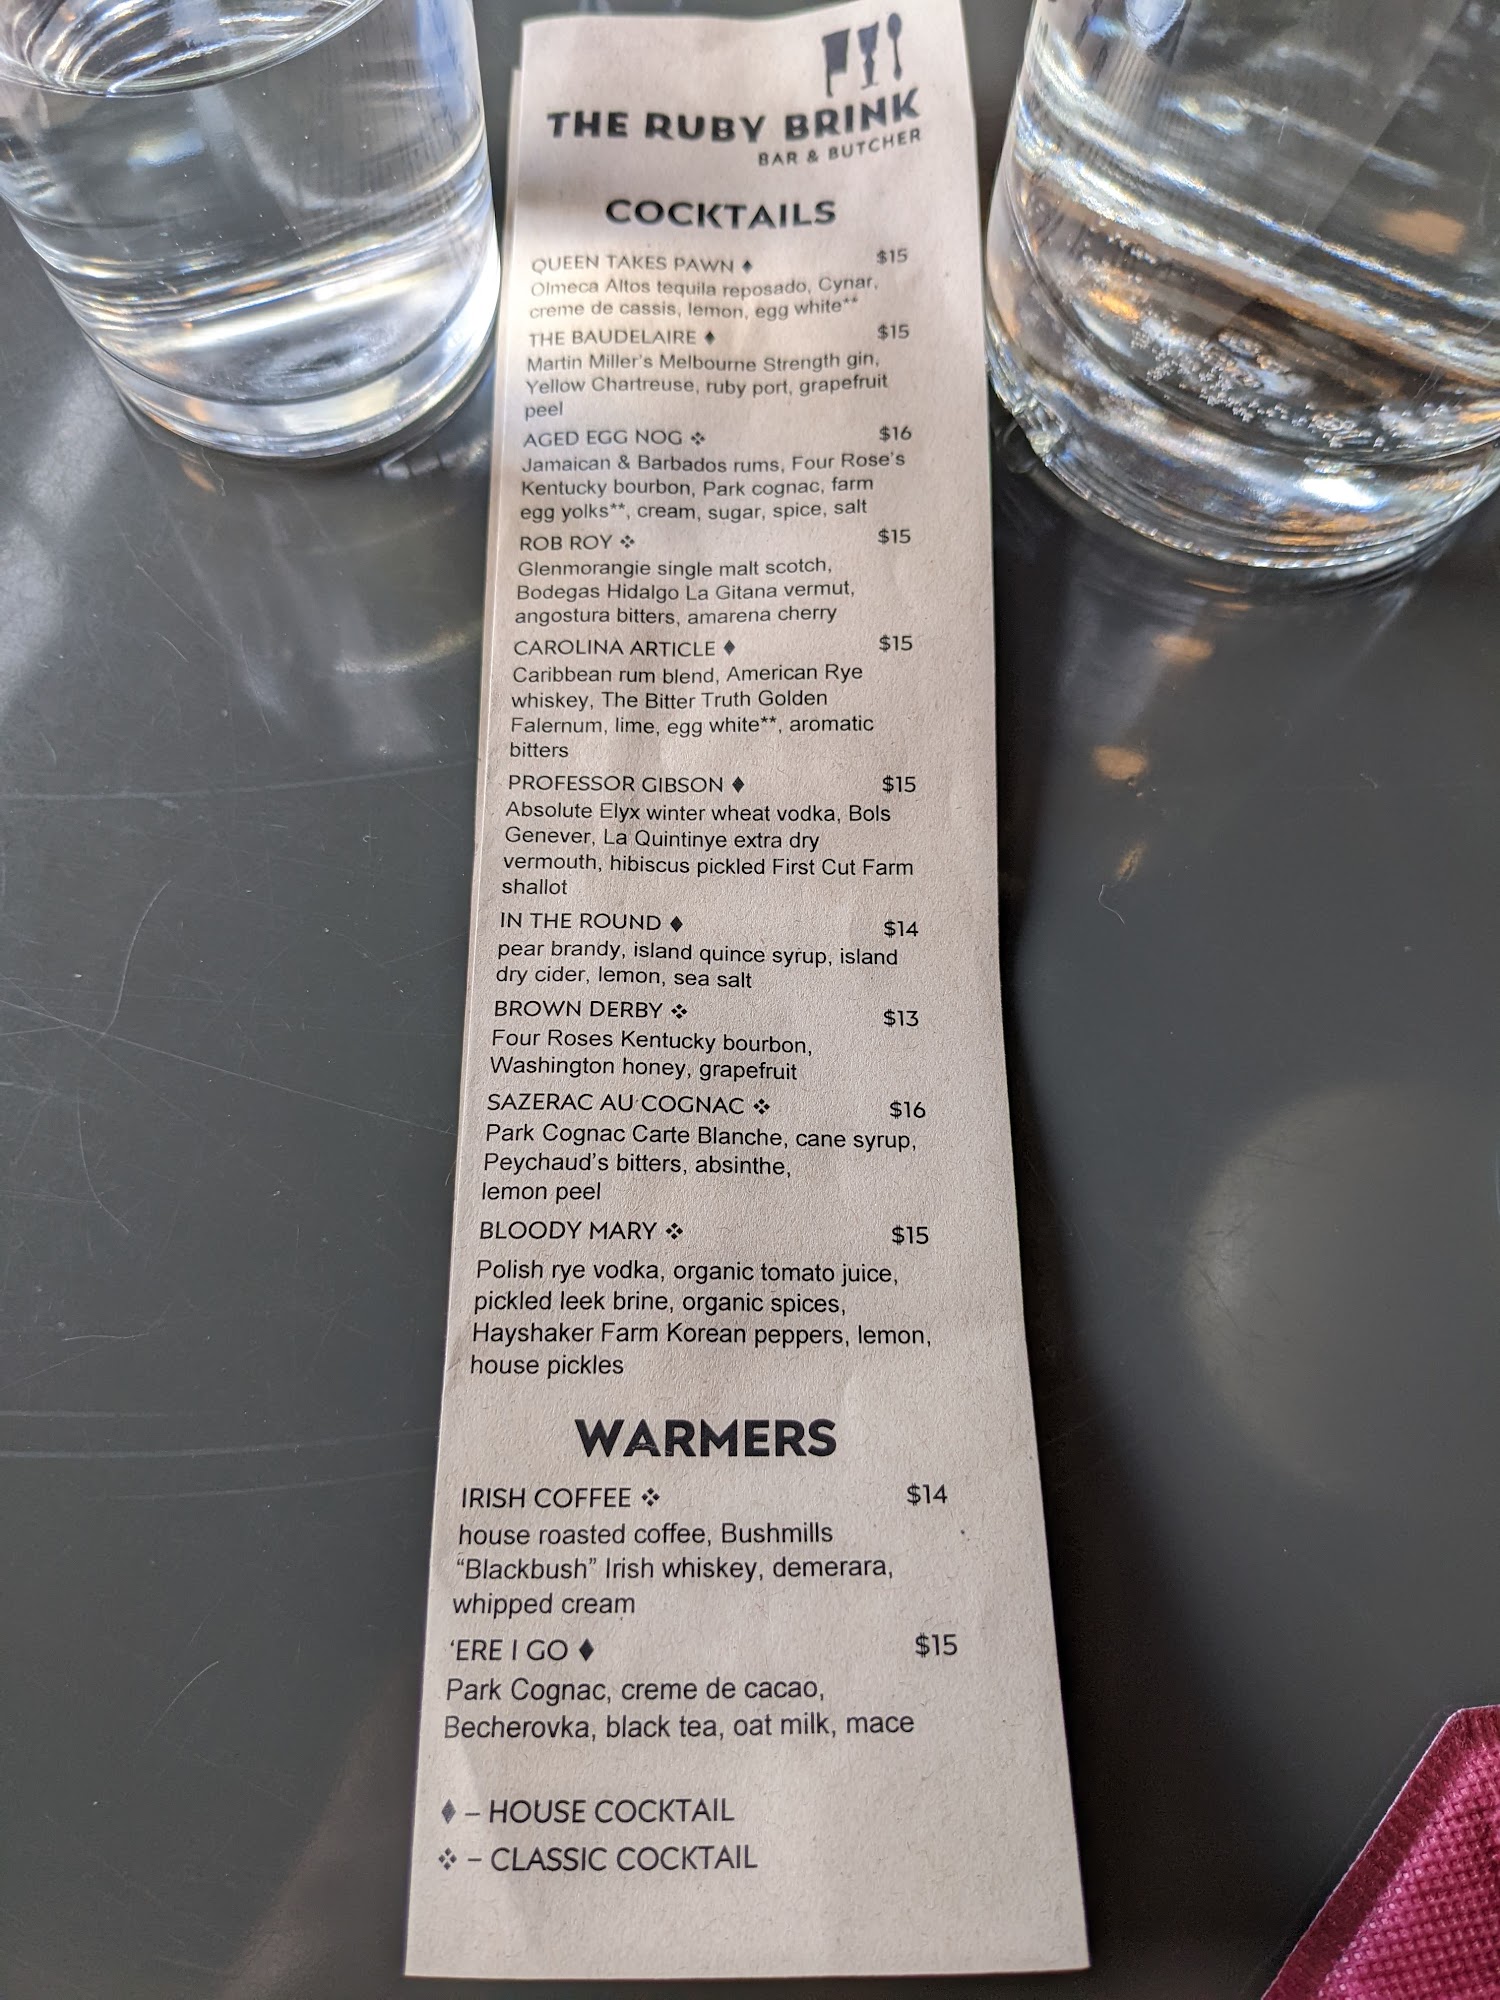 THE RUBY BRINK
BAR & BUTCHER
COCKTAILS
QUEEN TAKES PAWN ♦ $15
Olmeca Altos tequila reposado, Cynar,
creme de cassis, lemon, egg white**
THE BAUDELAIRE ♦ $15
Martin Miller's Melbourne Strength gin,
Yellow Chartreuse, ruby port, grapefruit
peel
AGED EGG NOG ❖ $16
Jamaican & Barbados rums, Four Rose's
Kentucky bourbon, Park cognac, farm
egg yolks**, cream, sugar, spice, salt
ROB ROY ❖ $15
Glenmorangie single malt scotch,
Bodegas Hidalgo La Gitana vermut,
angostura bitters, amarena cherry
CAROLINA ARTICLE ♦ $15
Caribbean rum blend, American Rye
whiskey, The Bitter Truth Golden
Falernum, lime, egg white**, aromatic
bitters
PROFESSOR GIBSON ♦ $15
Absolute Elyx winter wheat vodka, Bols
Genever, La Quintinye extra dry
vermouth, hibiscus pickled First Cut Farm
shallot
IN THE ROUND ♦ $14
pear brandy, island quince syrup, island
dry cider, lemon, sea salt
BROWN DERBY ❖ $13
Four Roses Kentucky bourbon,
Washington honey, grapefruit
SAZERAC AU COGNAC ❖ $16
Park Cognac Carte Blanche, cane syrup,
Peychaud's bitters, absinthe,
lemon peel
BLOODY MARY ❖ $15
Polish rye vodka, organic tomato juice,
pickled leek brine, organic spices,
Hayshaker Farm Korean peppers, lemon,
house pickles
WARMERS
IRISH COFFEE ❖ $14
house roasted coffee, Bushmills
“Blackbush” Irish whiskey, demerara,
whipped cream
‘ERE I GO ♦ $15
Park Cognac, creme de cacao,
Becherovka, black tea, oat milk, mace
♦ – HOUSE COCKTAIL
❖ – CLASSIC COCKTAIL